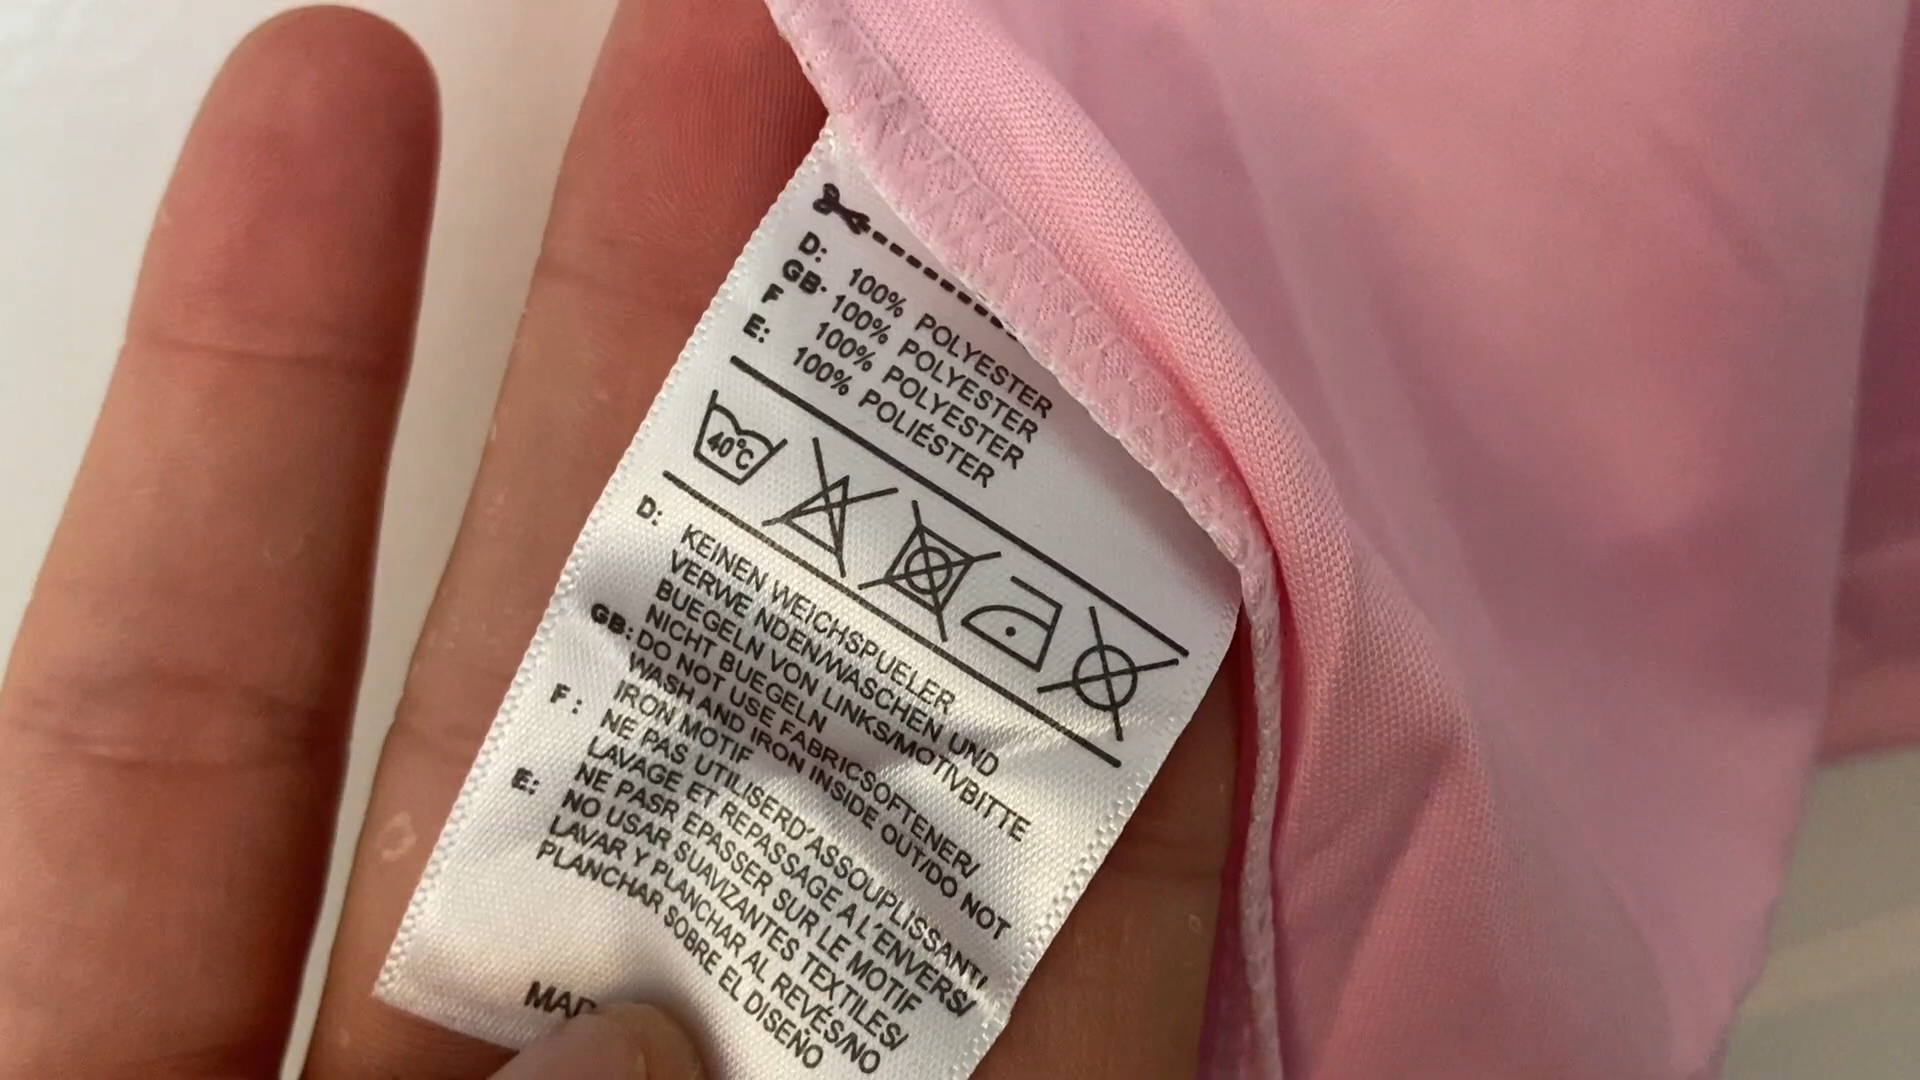 D: 100% POLYESTER
GB: 100% POLYESTER
F 100% POLYESTER
E: 100% POLIÉSTER
40°C
D: KEINEN WEICHSPUELER
VERWE NDEN/WASCHEN UND
BUEGELN VON LINKS/MOTIVBITTE
NICHT BUEGELN
GB: DO NOT USE FABRICSOFTENER/
WASH AND IRON INSIDE OUT/DO NOT
IRON MOTIF
F : NE PAS UTILISERD'ASSOUPLISSANT/
LAVAGE ET REPASSAGE A L'ENVERS/
NE PASR EPASSER SUR LE MOTIF
E: NO USAR SUAVIZANTES TEXTILES/
LAVAR Y PLANCHAR AL REVÉS/NO
PLANCHAR SOBRE EL DISEÑO